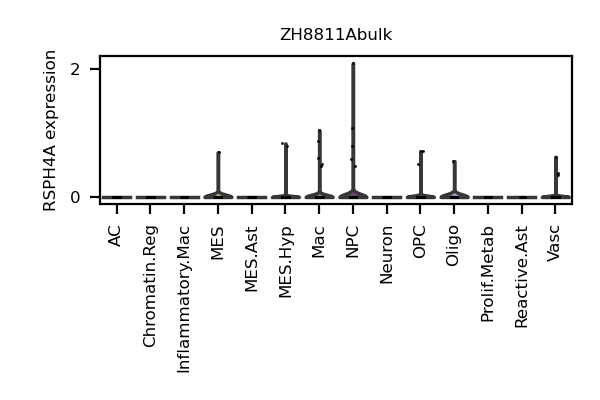 ZH8811Abulk
RSPH4A expression
2
0
AC
Chromatin.Reg
Inflammatory.Mac
MES
MES.Ast
MES.Hyp
Mac
NPC
Neuron
OPC
Oligo
Prolif.Metab
Reactive.Ast
Vasc